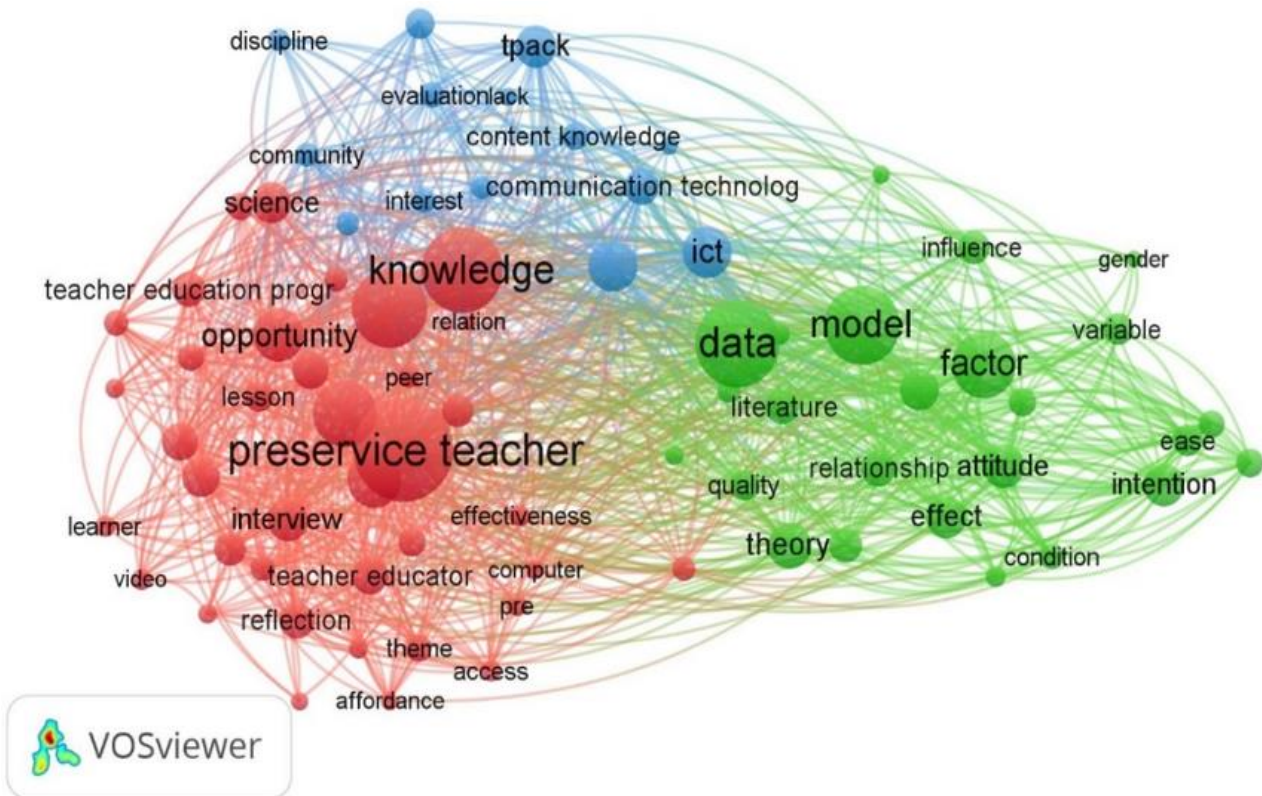 discipline
tpack
evaluation
lack
content knowledge
community
communication technolog
science
interest
influence
ict
gender
knowledge
teacher education progr
relation
model
variable
opportunity
data
factor
peer
lesson
literature
preservice teacher
ease
relationship
attitude
quality
intention
interview
effectiveness
effect
learner
theory
condition
video
teacher educator
computer
pre
reflection
theme
access
affordance
VOSviewer